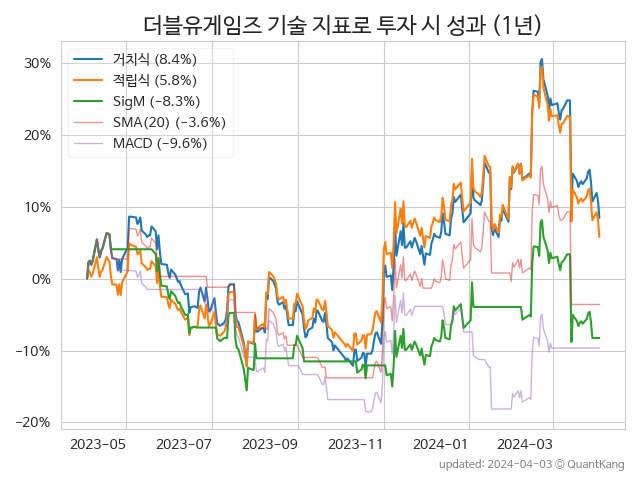 더블유게임즈 기술 지표로 투자 시 성과 (1년)
거치식 (8.4%)
적립식 (5.8%)
SigM (−8.3%)
SMA(20) (−3.6%)
MACD (−9.6%)
30%
20%
10%
0%
−10%
−20%
2023-05
2023-07
2023-09
2023-11
2024-01
2024-03
updated: 2024-04-03 © QuantKang